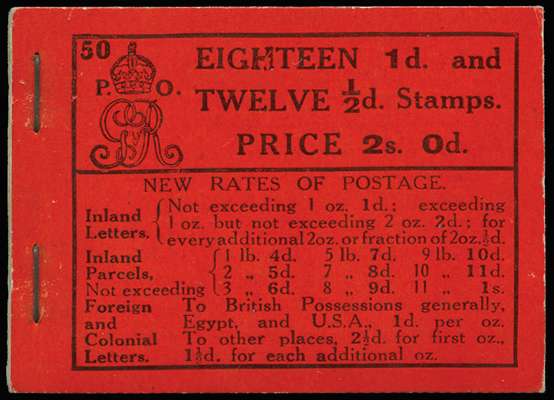 50
P. O.
GRV
EIGHTEEN 1d. and
TWELVE ½d. Stamps.
PRICE 2s. 0d.
NEW RATES OF POSTAGE.
Inland Letters. { Not exceeding 1 oz. 1d.; exceeding
1 oz. but not exceeding 2 oz. 2d.; for
every additional 2oz. or fraction of 2oz. ½d.
Inland { 1 lb. 4d. 5 lb. 7d. 9 lb. 10d.
Parcels, 2 „ 5d. 7 „ 8d. 10 „ 11d.
Not exceeding 3 „ 6d. 8 „ 9d. 11 „ 1s.
Foreign To British Possessions generally,
and Egypt, and U.S.A., 1d. per oz.
Colonial To other places, 2½d. for first oz.,
Letters. 1½d. for each additional oz.